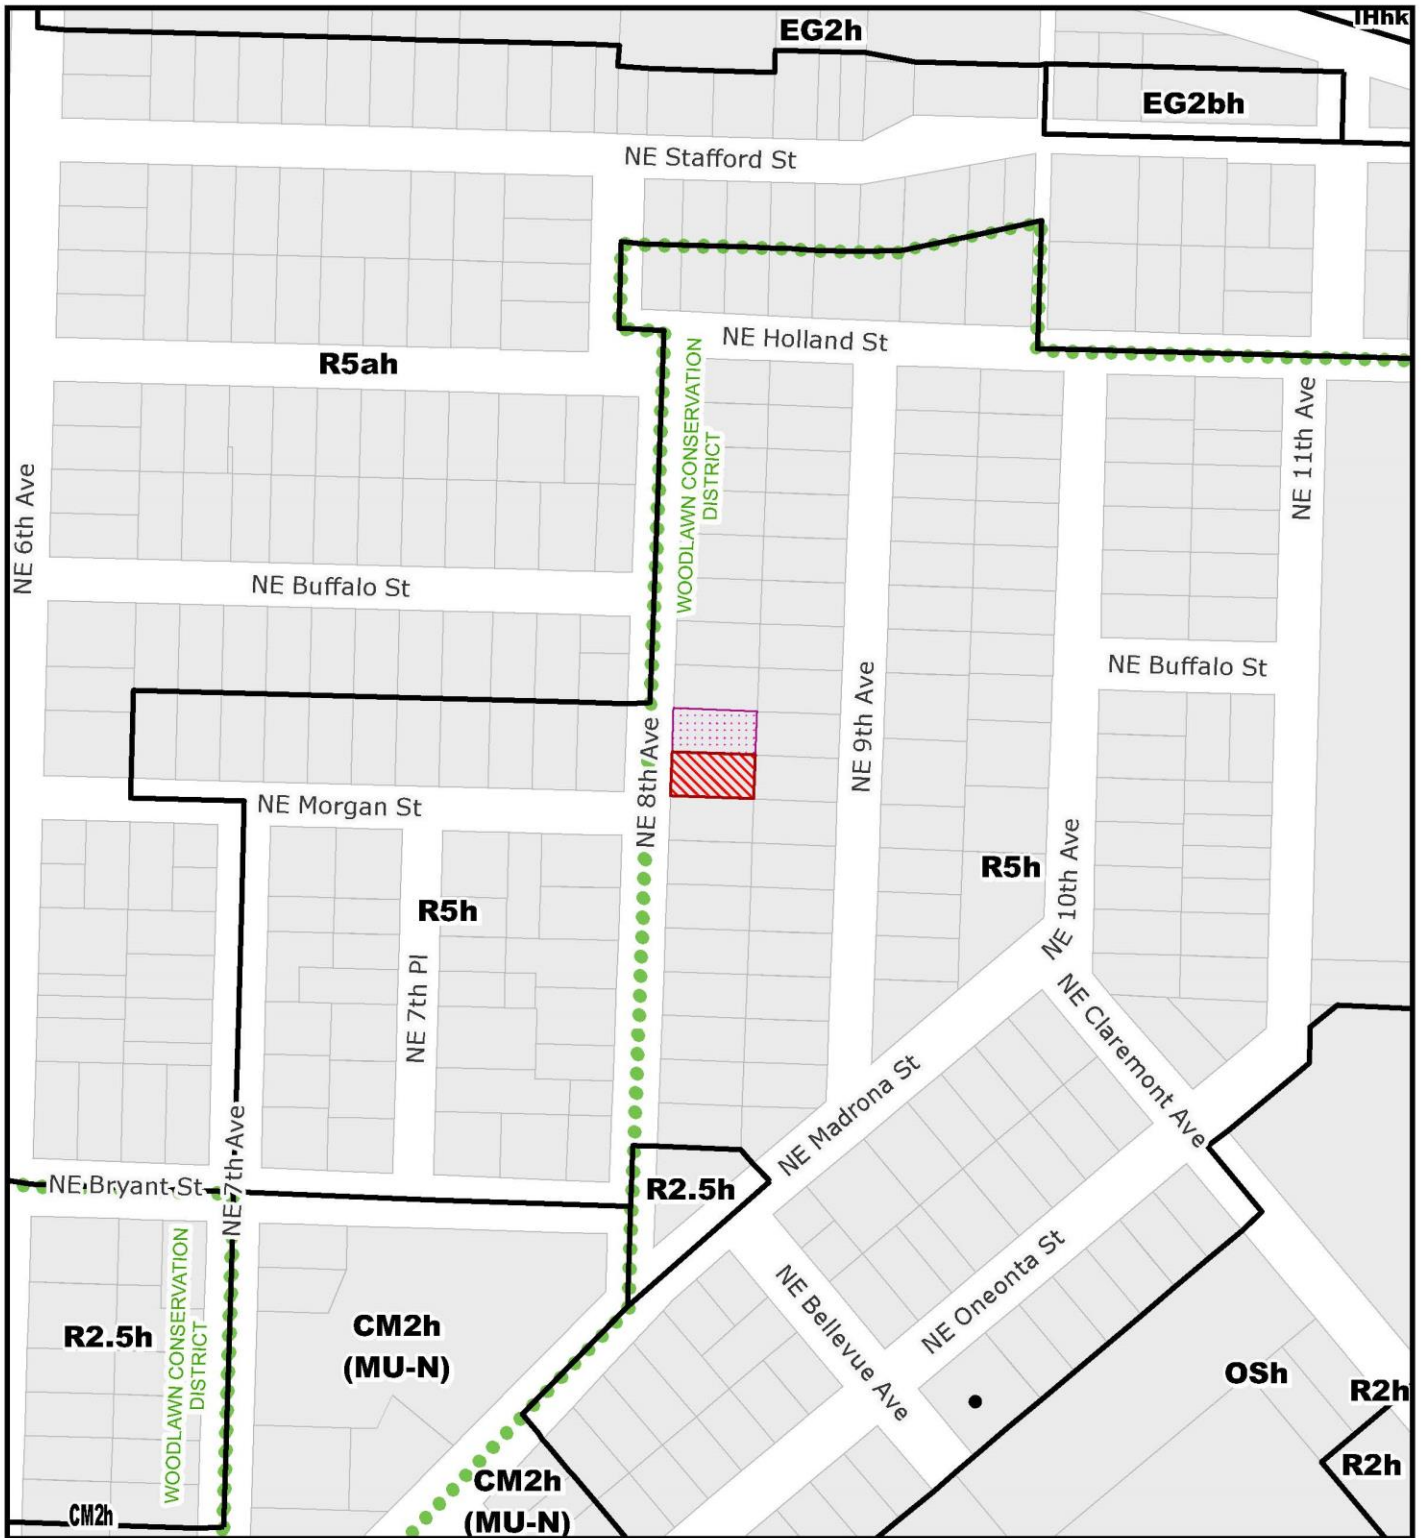 IHhk
EG2h
EG2bh
NE Stafford St
NE Holland St
R5ah
WOODLAWN CONSERVATION
DISTRICT
NE 11th Ave
NE 6th Ave
NE Buffalo St
NE Buffalo St
NE 9th Ave
NE 8th Ave
NE Morgan St
NE 10th Ave
R5h
R5h
NE 7th Pl
NE Claremont Ave
NE Madrona St
NE 7th Ave
NE Bryant St
R2.5h
NE Oneonta St
NE Bellevue Ave
WOODLAWN CONSERVATION
DISTRICT
R2.5h
CM2h
(MU-N)
OSh
R2h
R2h
CM2h
(MU-N)
CM2h